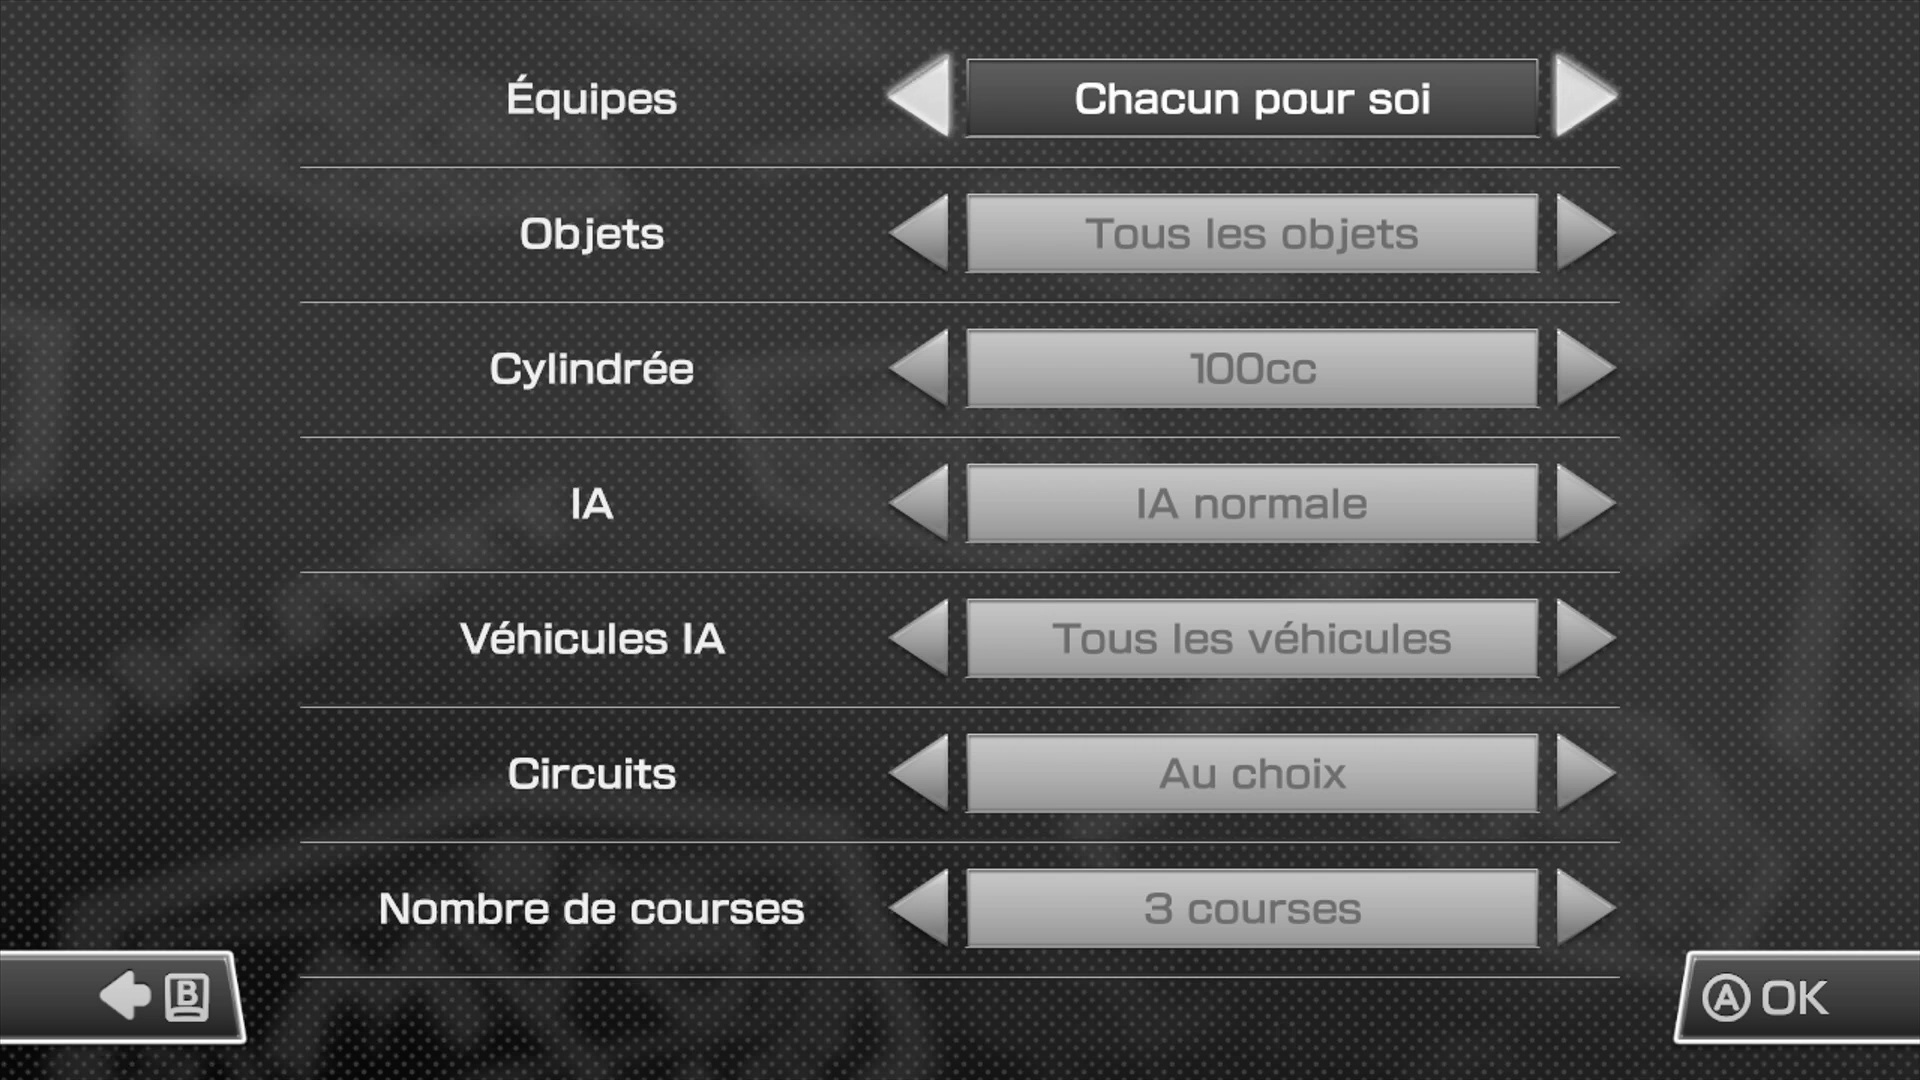 Équipes
Chacun pour soi
Objets
Tous les objets
Cylindrée
100cc
IA
IA normale
Véhicules IA
Tous les véhicules
Circuits
Au choix
Nombre de courses
3 courses
B
A OK